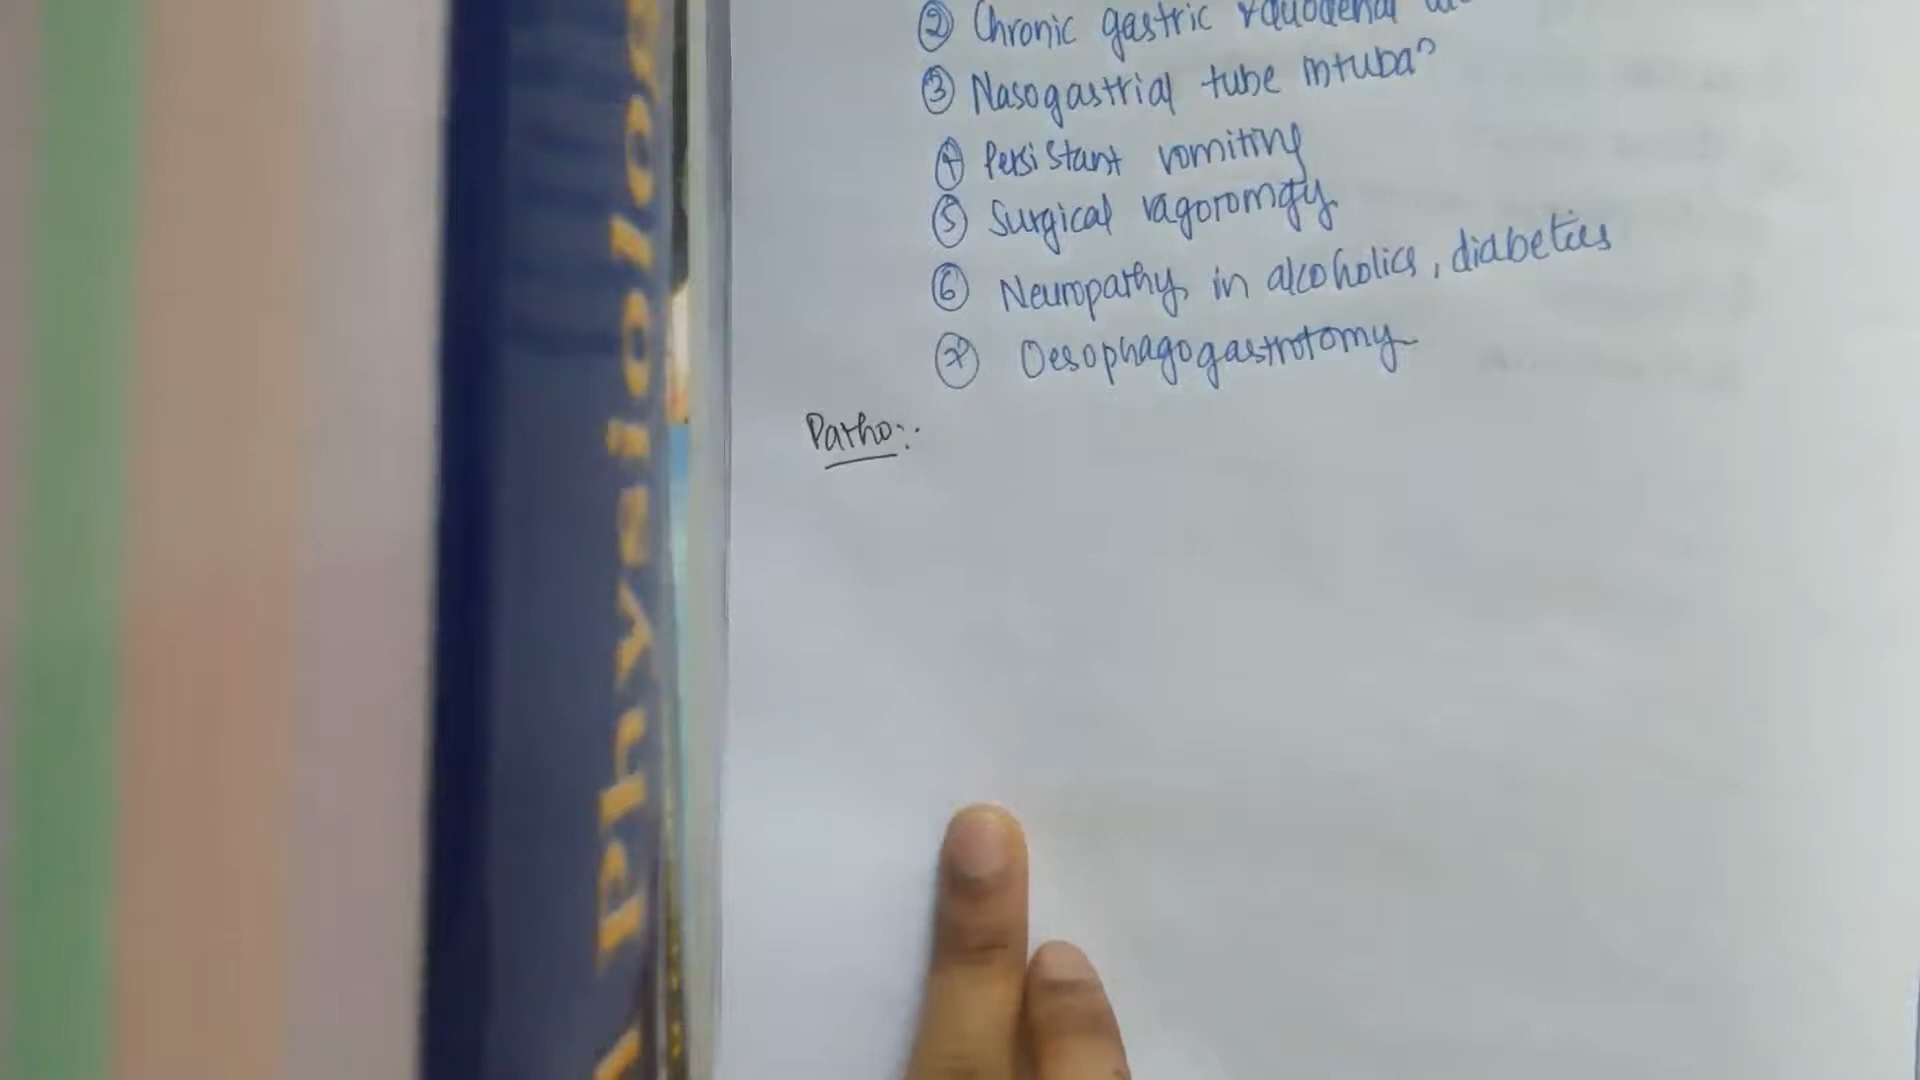 ② Chronic gastric & duodenal
③ Nasogastrial tube intuba
④ Persistant vomiting
⑤ Surgical vagoromgy
⑥ Neuropathy in alcoholics, diabetics
⑦ Oesophagogastrotomy
Patho:.
Physiolo